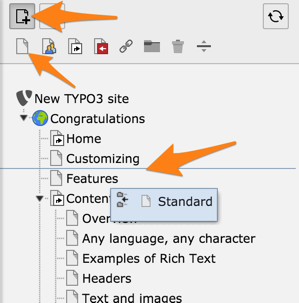 New TYPO3 site
Congratulations
Home
Customizing
Features
Conten
Standard
Overv
Any language, any character
Examples of Rich Text
Headers
Text and images